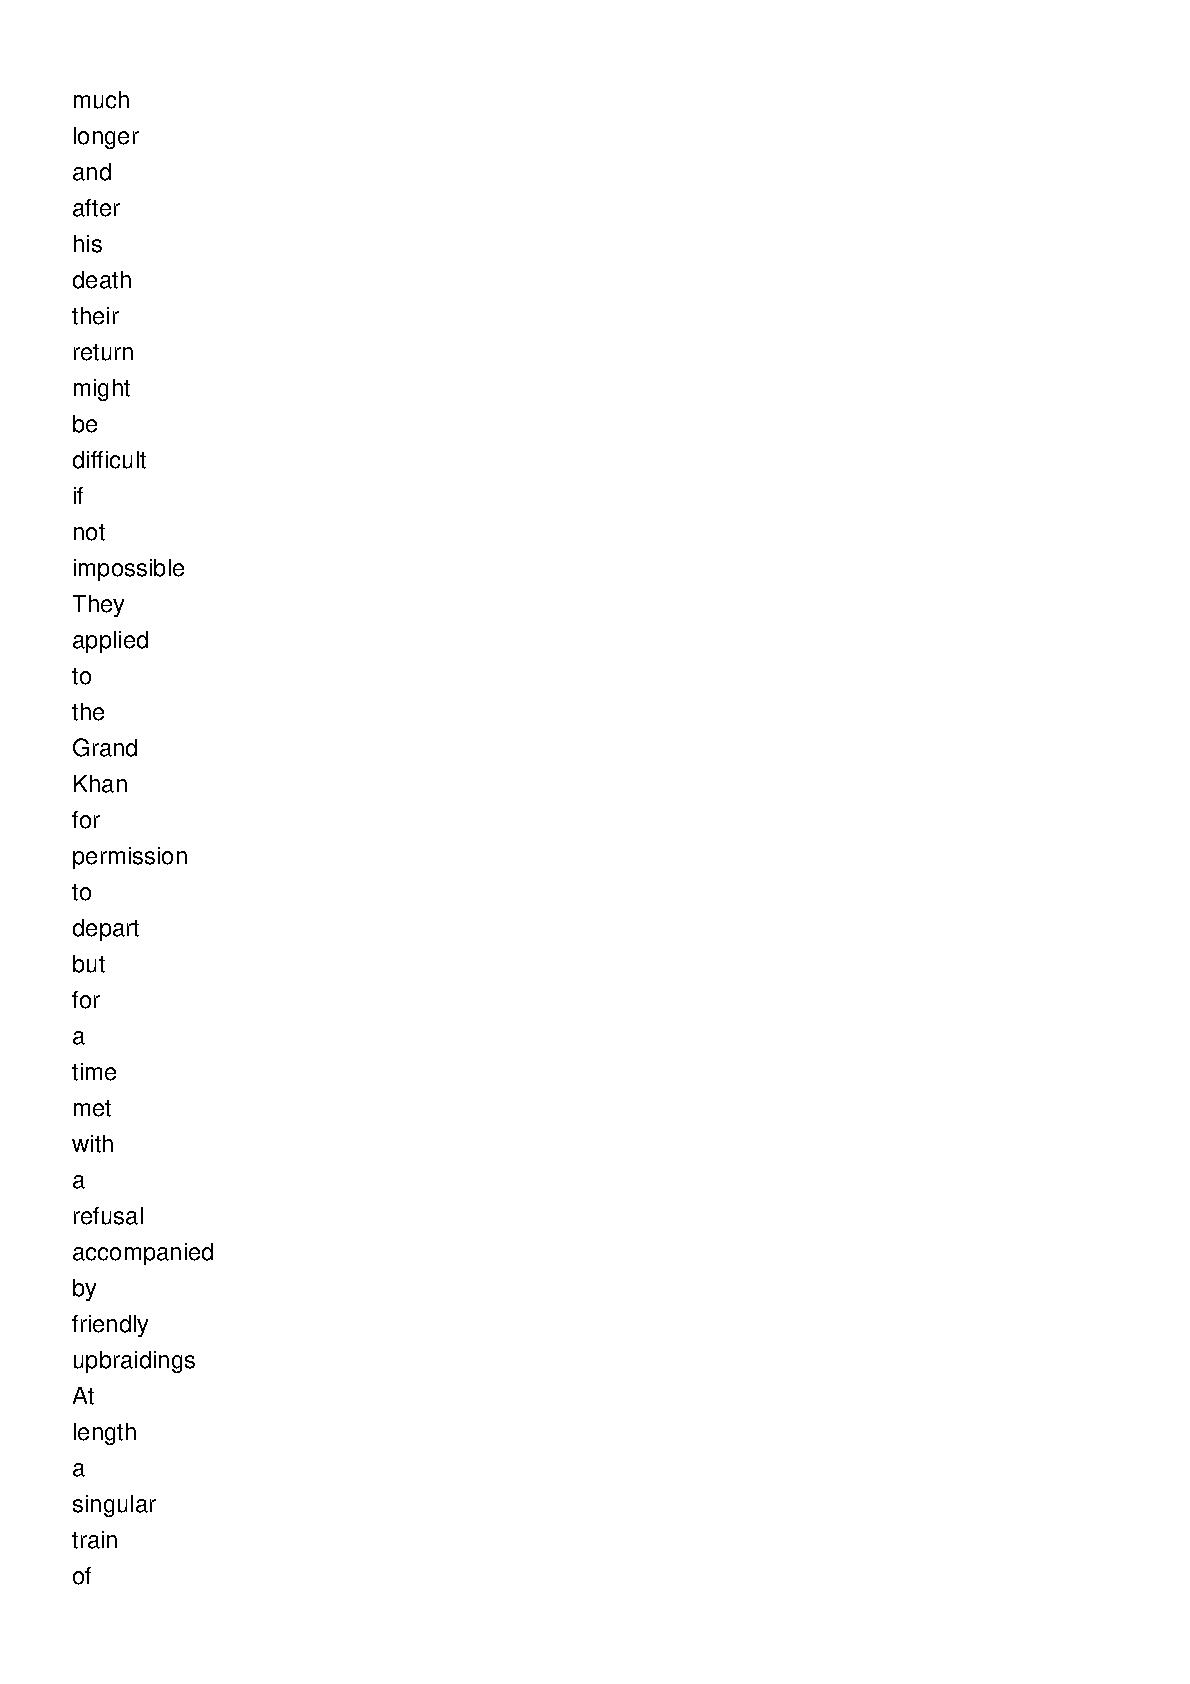 much
longer
and
after
his
death
their
return
might
be
difficult
if
not
impossible
They
applied
to
the
Grand
Khan
for
permission
to
depart
but
for
a
time
met
with
a
refusal
accompanied
by
friendly
upbraidings
At
length
a
singular
train
of